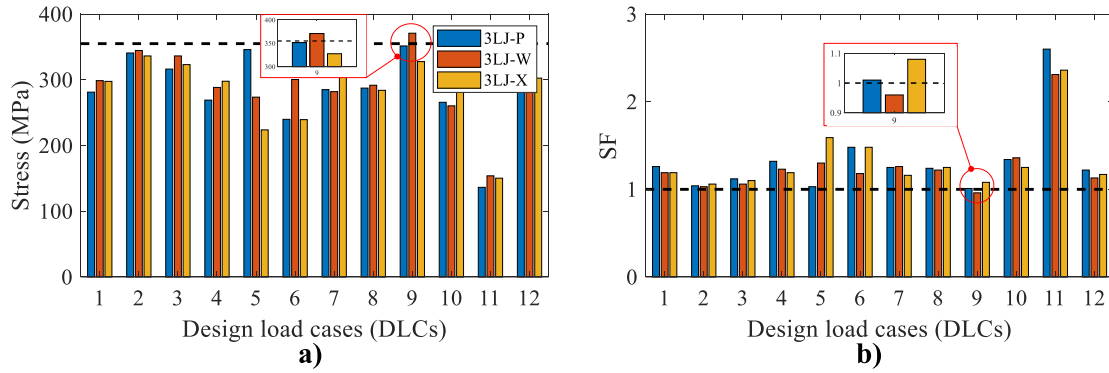 400
300
200
100
0
Stress (MPa)
1 2 3 4 5 6 7 8 9 10 11 12
Design load cases (DLCs)
a)
400
350
300
9
3LJ-P
3LJ-W
3LJ-X
3
2
1
0
SF
1 2 3 4 5 6 7 8 9 10 11 12
Design load cases (DLCs)
b)
1.1
1
0.9
9